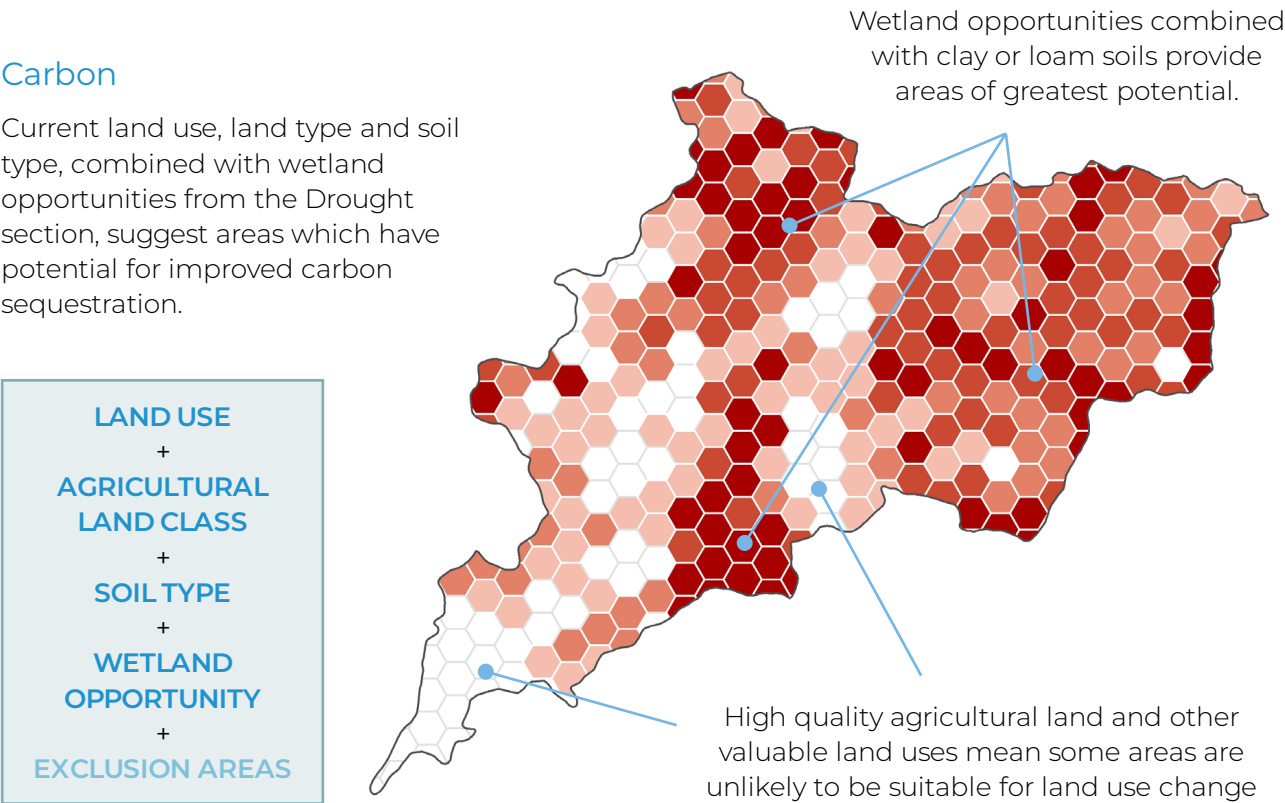 Carbon
Current land use, land type and soil
type, combined with wetland
opportunities from the Drought
section, suggest areas which have
potential for improved carbon
sequestration.
LAND USE
+
AGRICULTURAL
LAND CLASS
+
SOIL TYPE
+
WETLAND
OPPORTUNITY
+
EXCLUSION AREAS
Wetland opportunities combined
with clay or loam soils provide
areas of greatest potential.
High quality agricultural land and other
valuable land uses mean some areas are
unlikely to be suitable for land use change